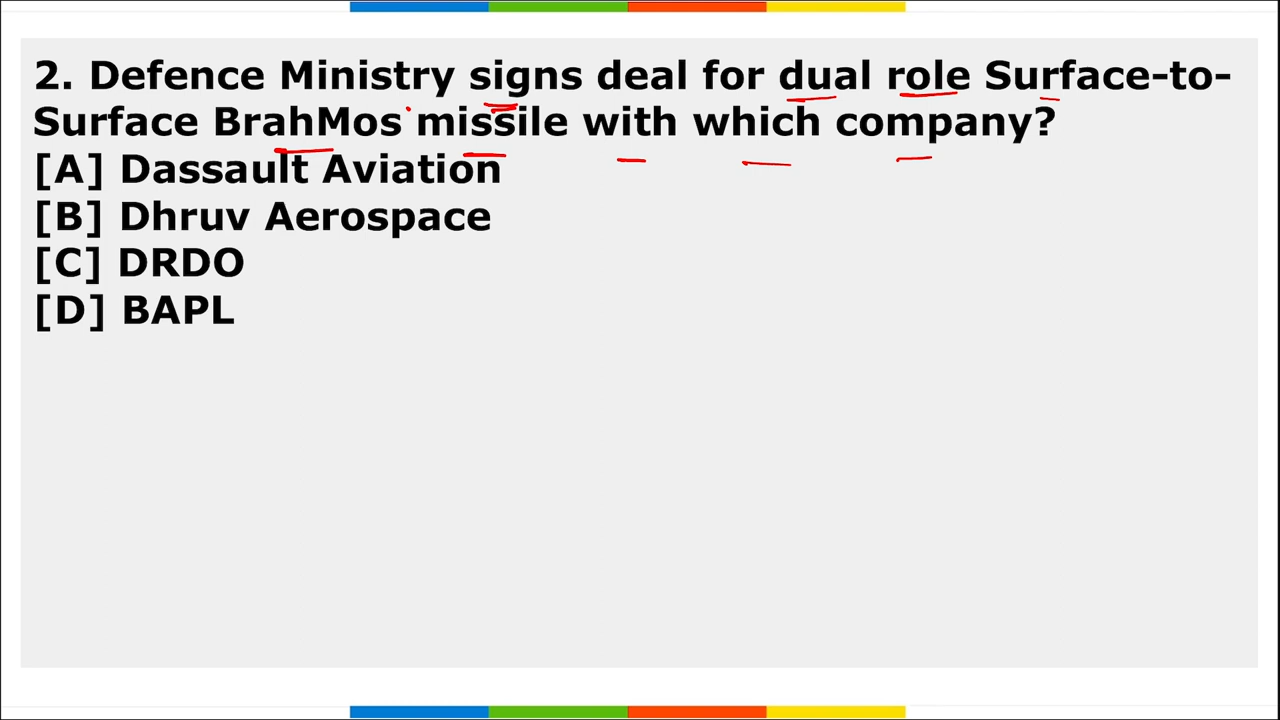 2. Defence Ministry signs deal for dual role Surface-to-
Surface BrahMos missile with which company?
[A] Dassault Aviation
[B] Dhruv Aerospace
[C] DRDO
[D] BAPL